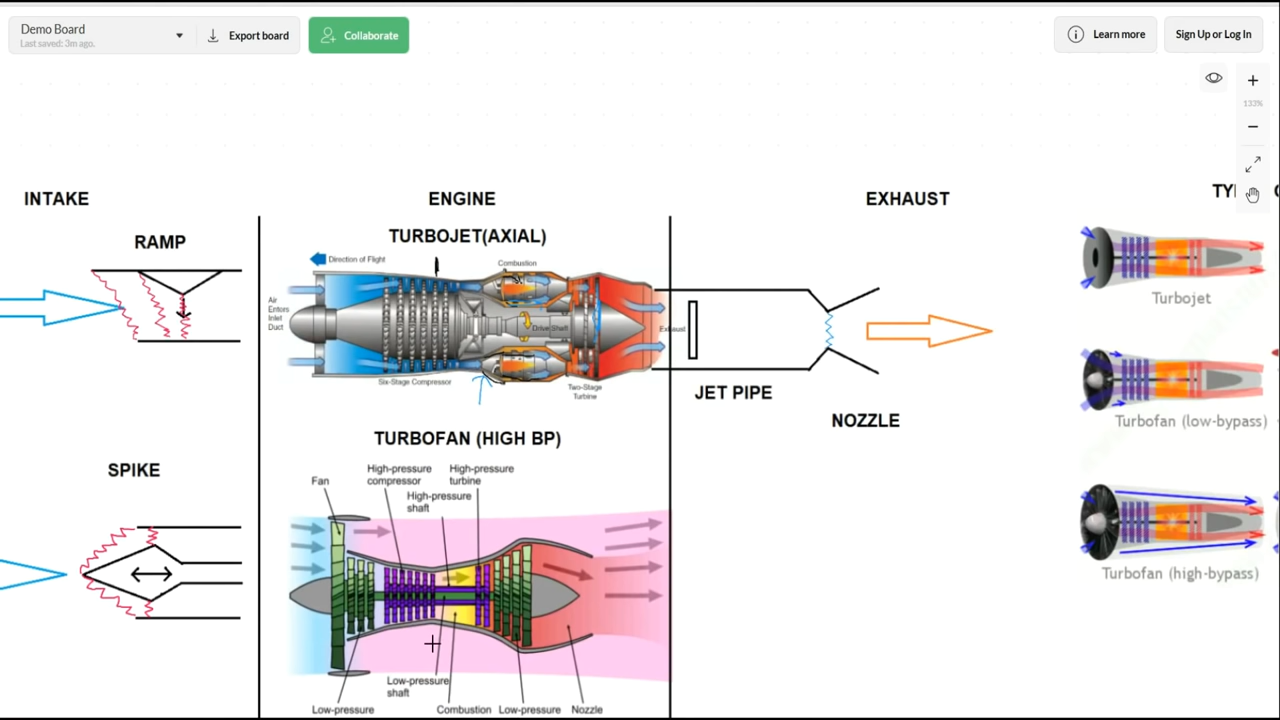 Demo Board
Last saved: 3m ago.
Export board
Collaborate
Learn more
Sign Up or Log In
133%
INTAKE
ENGINE
EXHAUST
RAMP
TURBOJET(AXIAL)
Direction of Flight
Combustion
Air
Enters
Inlet
Duct
Drive Shaft
Exhaust
Six-Stage Compressor
Two-Stage
Turbine
JET PIPE
NOZZLE
Turbojet
Turbofan (low-bypass)
Turbofan (high-bypass)
SPIKE
TURBOFAN (HIGH BP)
Fan
High-pressure
compressor
High-pressure
turbine
High-pressure
shaft
Low-pressure
shaft
Low-pressure
Combustion
Low-pressure
Nozzle